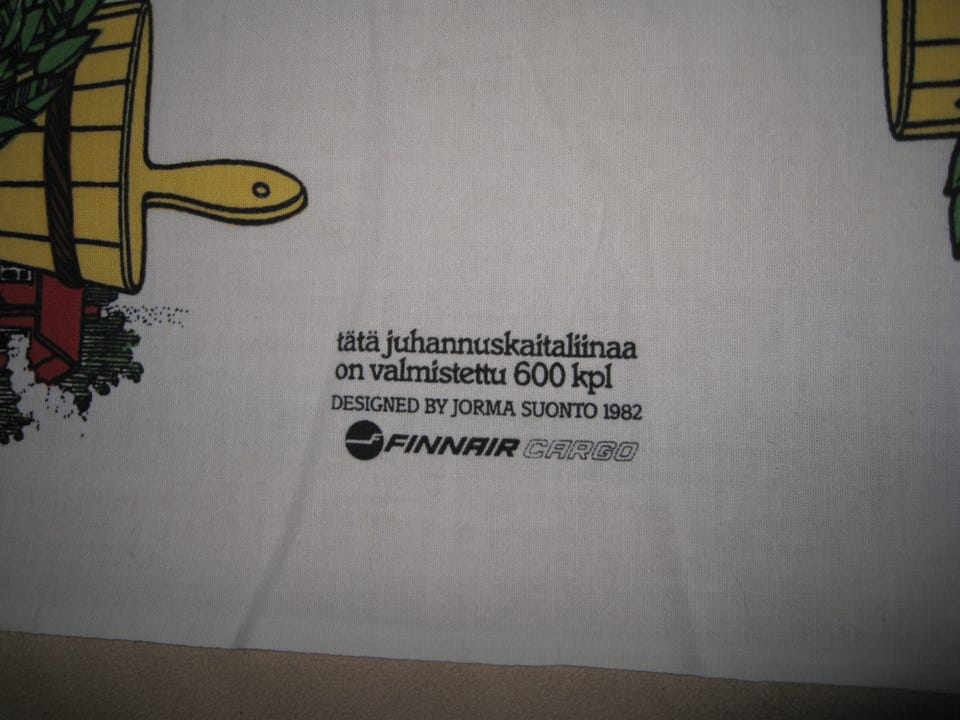 tätä juhannuskaitaliinaa
on valmistettu 600 kpl
DESIGNED BY JORMA SUONTO 1982
FINNAIR CARGO